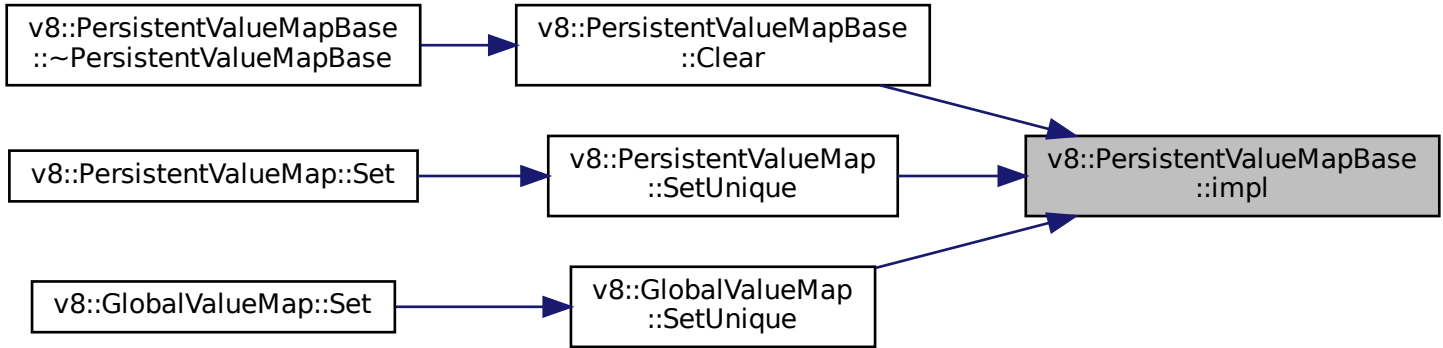 v8::PersistentValueMapBase
::~PersistentValueMapBase
v8::PersistentValueMapBase
::Clear
v8::PersistentValueMap::Set
v8::PersistentValueMap
::SetUnique
v8::PersistentValueMapBase
::impl
v8::GlobalValueMap::Set
v8::GlobalValueMap
::SetUnique